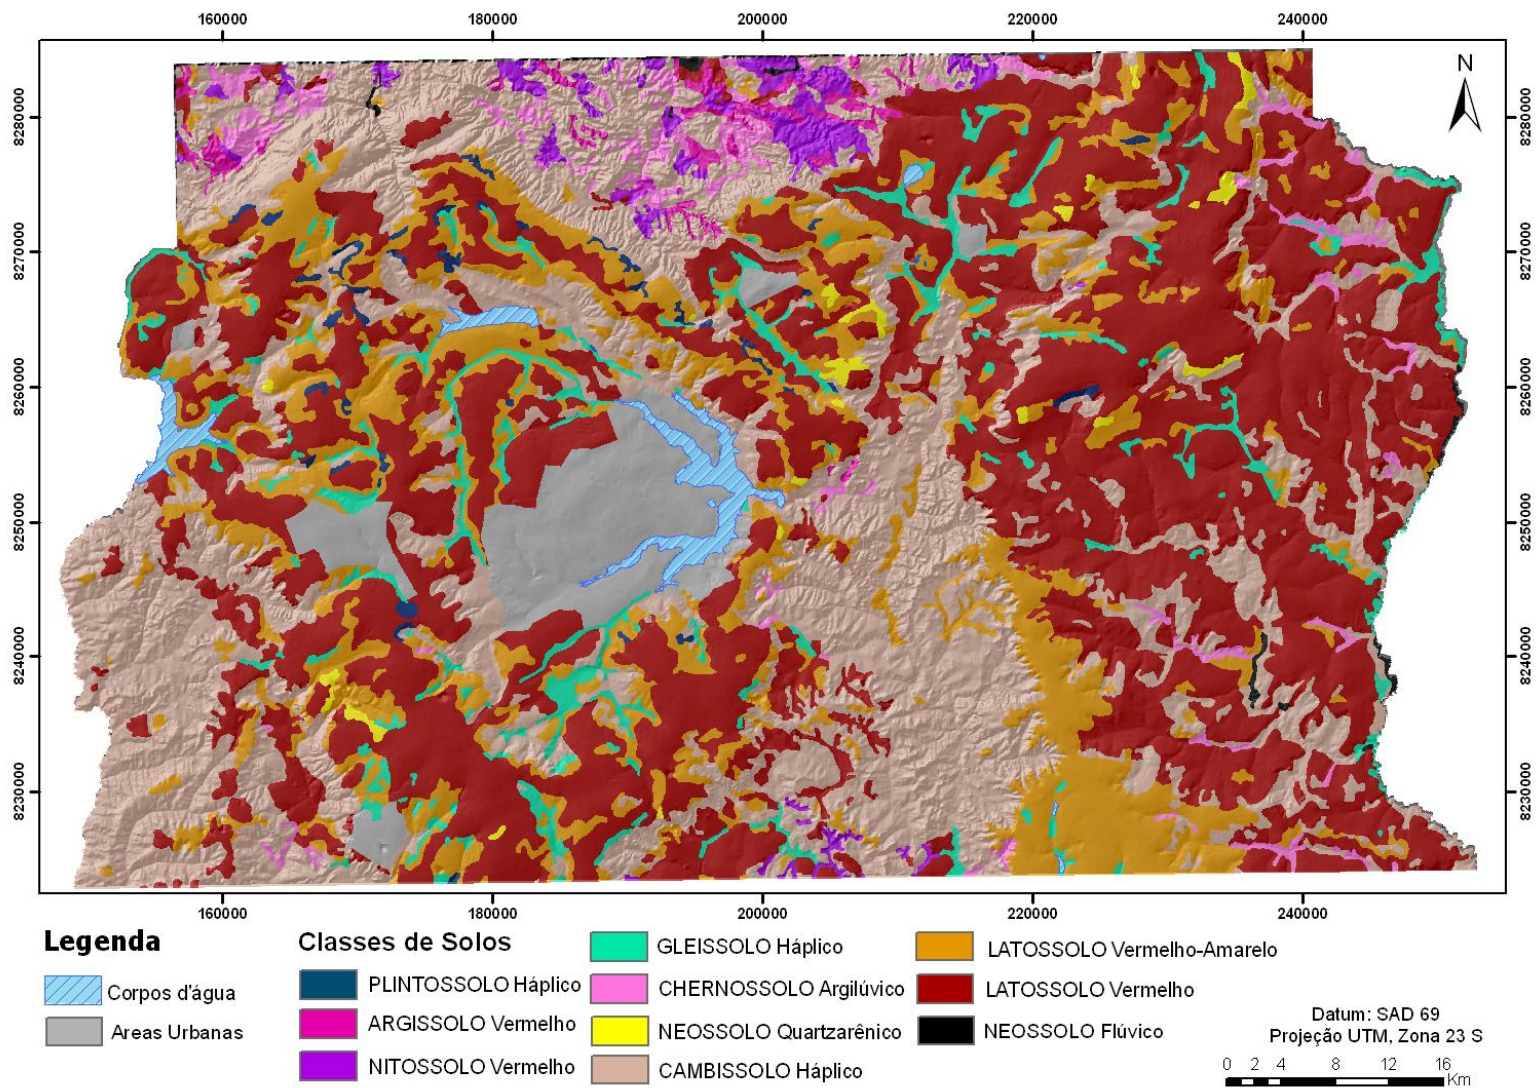 160000 180000 200000 220000 240000
N
8280000 8280000
8270000 8270000
8260000 8260000
8250000 8250000
8240000 8240000
8230000 8230000
160000 180000 200000 220000 240000
Legenda
Corpos d'água
Areas Urbanas
Classes de Solos
PLINTOSSOLO Háplico
ARGISSOLO Vermelho
NITOSSOLO Vermelho
GLEISSOLO Háplico
CHERNOSSOLO Argilúvico
NEOSSOLO Quartzarênico
CAMBISSOLO Háplico
LATOSSOLO Vermelho-Amarelo
LATOSSOLO Vermelho
NEOSSOLO Flúvico
Datum: SAD 69
Projeção UTM, Zona 23 S
0 2 4 8 12 16
Km